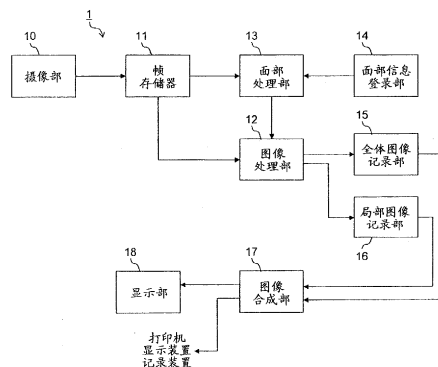 1
10
11
13
14
摄像部
帧
存储器
面部
处理部
面部信息
登录部
12
15
图像
处理部
全体图像
记录部
局部图像
记录部
16
18
17
显示部
图像
合成部
打印机
显示装置
记录装置